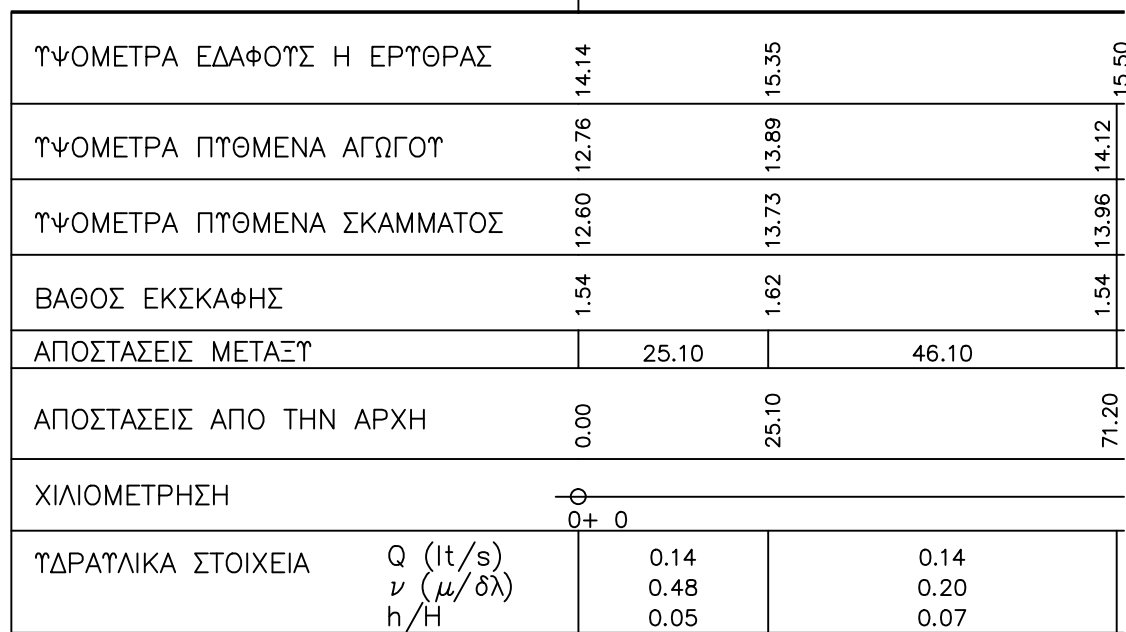 ΥΨΟΜΕΤΡΑ ΕΔΑΦΟΥΣ Η ΕΡΥΘΡΑΣ 14.14 15.35 15.50
ΥΨΟΜΕΤΡΑ ΠΥΘΜΕΝΑ ΑΓΩΓΟΥ 12.76 13.89 14.12
ΥΨΟΜΕΤΡΑ ΠΥΘΜΕΝΑ ΣΚΑΜΜΑΤΟΣ 12.60 13.73 13.96
ΒΑΘΟΣ ΕΚΣΚΑΦΗΣ 1.54 1.62 1.54
ΑΠΟΣΤΑΣΕΙΣ ΜΕΤΑΞΥ 25.10 46.10
ΑΠΟΣΤΑΣΕΙΣ ΑΠΟ ΤΗΝ ΑΡΧΗ 0.00 25.10 71.20
ΧΙΛΙΟΜΕΤΡΗΣΗ
0+ 0
ΥΔΡΑΥΛΙΚΑ ΣΤΟΙΧΕΙΑ Q (lt/s) 0.14 0.14
ν (μ/δλ) 0.48 0.20
h/H 0.05 0.07